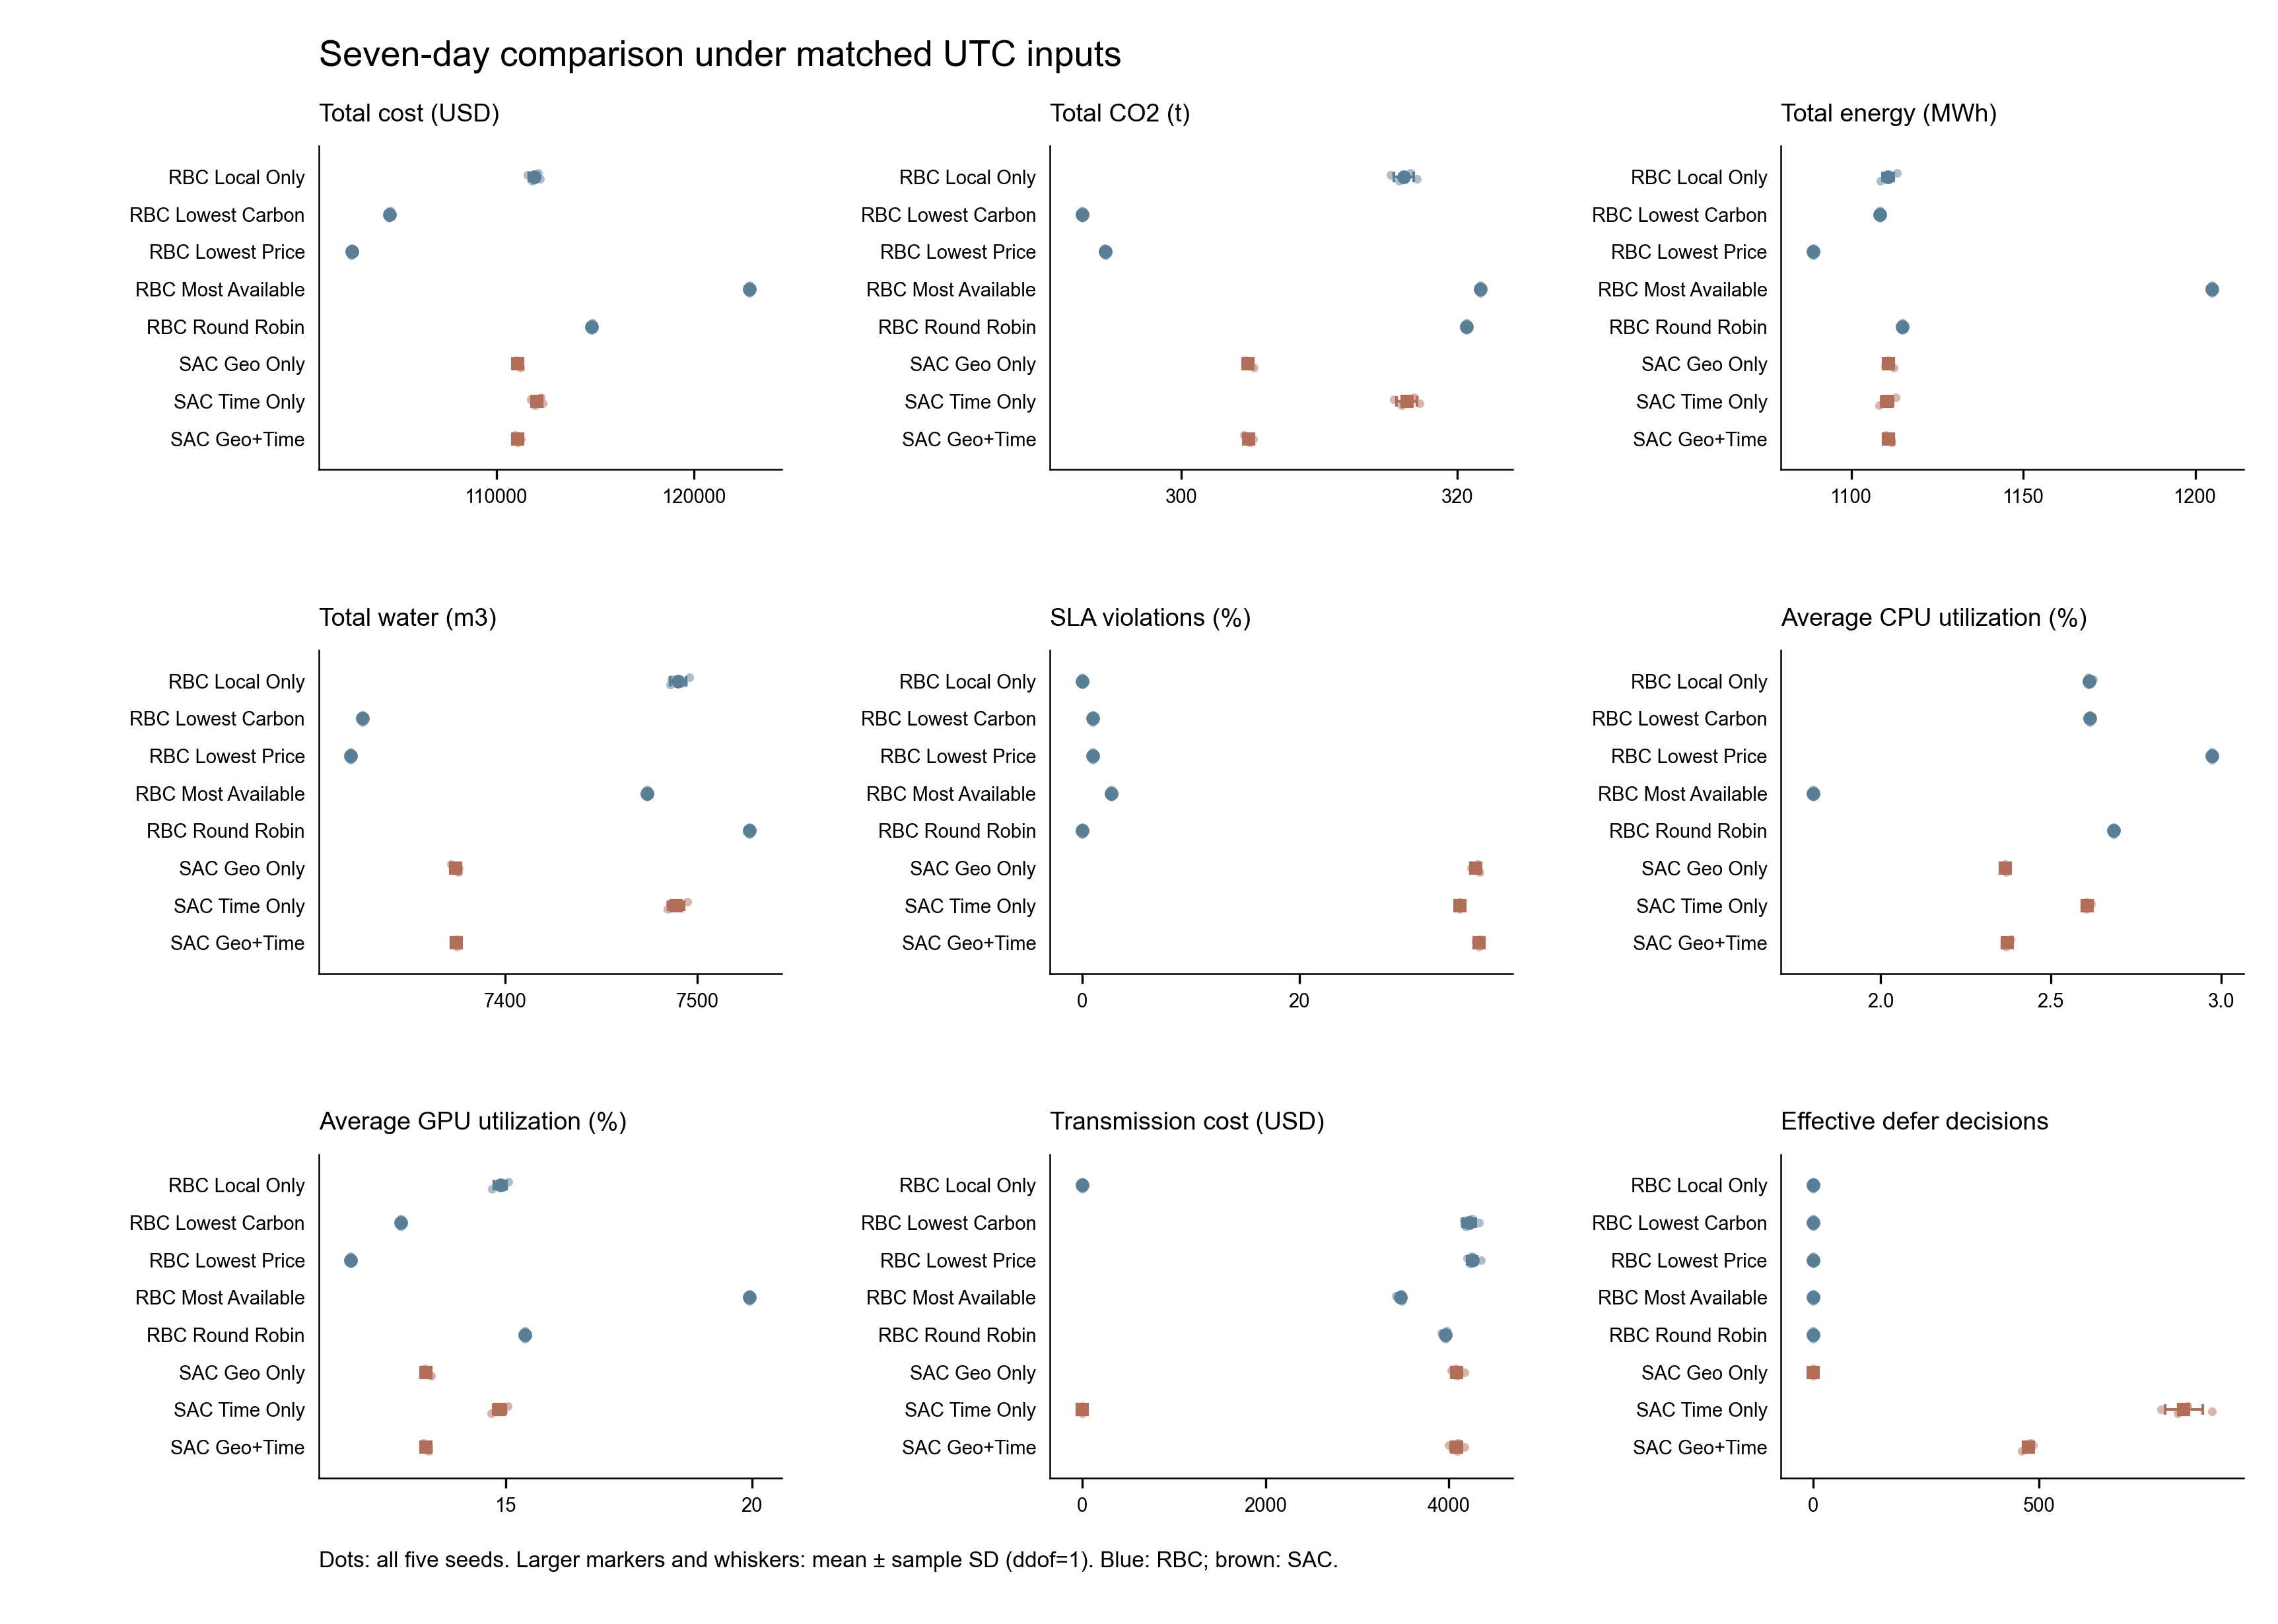 Seven-day comparison under matched UTC inputs
Total cost (USD)
RBC Local Only
RBC Lowest Carbon
RBC Lowest Price
RBC Most Available
RBC Round Robin
SAC Geo Only
SAC Time Only
SAC Geo+Time
110000 120000
Total CO2 (t)
RBC Local Only
RBC Lowest Carbon
RBC Lowest Price
RBC Most Available
RBC Round Robin
SAC Geo Only
SAC Time Only
SAC Geo+Time
300 320
Total energy (MWh)
RBC Local Only
RBC Lowest Carbon
RBC Lowest Price
RBC Most Available
RBC Round Robin
SAC Geo Only
SAC Time Only
SAC Geo+Time
1100 1150 1200
Total water (m3)
RBC Local Only
RBC Lowest Carbon
RBC Lowest Price
RBC Most Available
RBC Round Robin
SAC Geo Only
SAC Time Only
SAC Geo+Time
7400 7500
SLA violations (%)
RBC Local Only
RBC Lowest Carbon
RBC Lowest Price
RBC Most Available
RBC Round Robin
SAC Geo Only
SAC Time Only
SAC Geo+Time
0 20
Average CPU utilization (%)
RBC Local Only
RBC Lowest Carbon
RBC Lowest Price
RBC Most Available
RBC Round Robin
SAC Geo Only
SAC Time Only
SAC Geo+Time
2.0 2.5 3.0
Average GPU utilization (%)
RBC Local Only
RBC Lowest Carbon
RBC Lowest Price
RBC Most Available
RBC Round Robin
SAC Geo Only
SAC Time Only
SAC Geo+Time
15 20
Transmission cost (USD)
RBC Local Only
RBC Lowest Carbon
RBC Lowest Price
RBC Most Available
RBC Round Robin
SAC Geo Only
SAC Time Only
SAC Geo+Time
0 2000 4000
Effective defer decisions
RBC Local Only
RBC Lowest Carbon
RBC Lowest Price
RBC Most Available
RBC Round Robin
SAC Geo Only
SAC Time Only
SAC Geo+Time
0 500
Dots: all five seeds. Larger markers and whiskers: mean ± sample SD (ddof=1). Blue: RBC; brown: SAC.